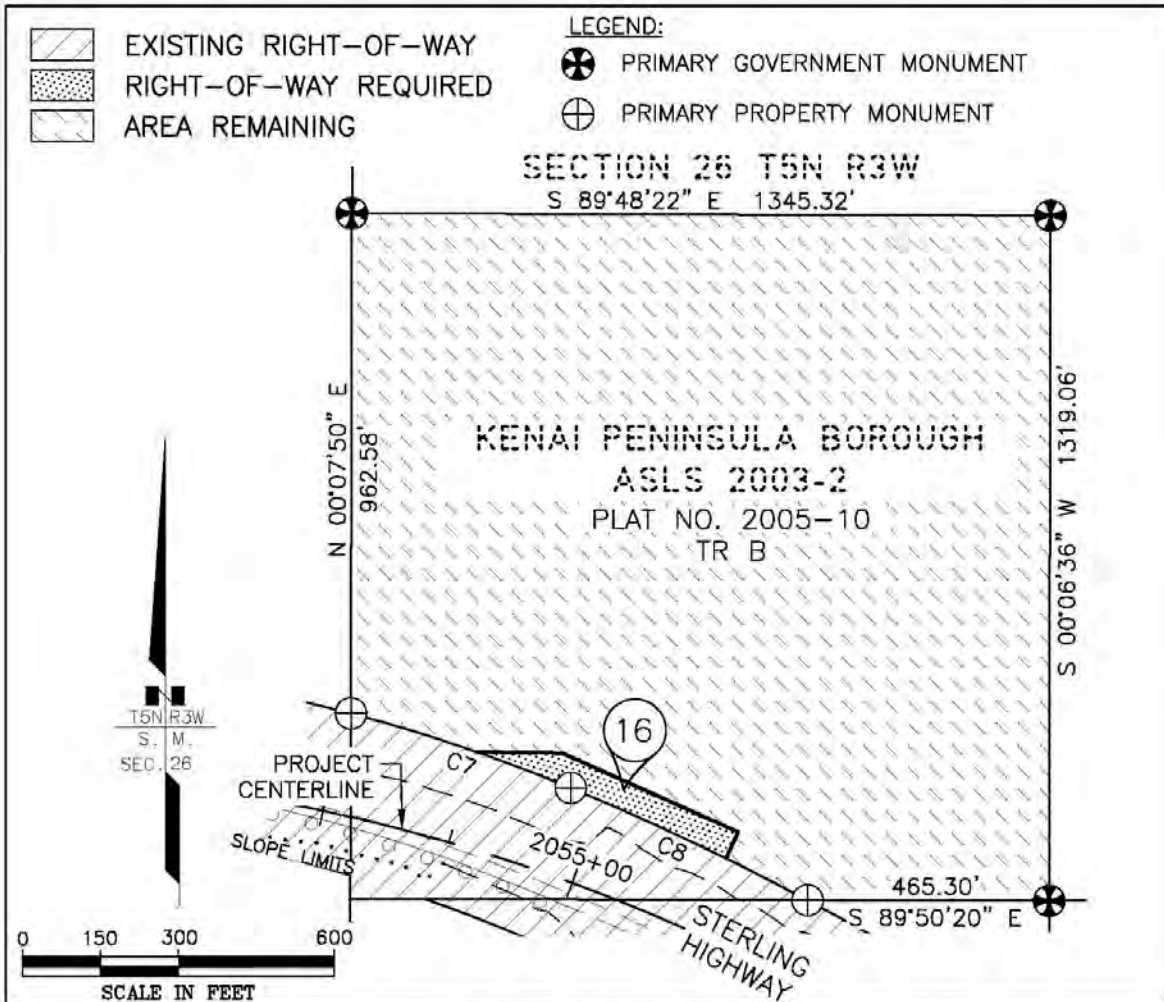 EXISTING RIGHT-OF-WAY
RIGHT-OF-WAY REQUIRED
AREA REMAINING
LEGEND:
PRIMARY GOVERNMENT MONUMENT
PRIMARY PROPERTY MONUMENT
SECTION 26 T5N R3W
S 89°48'22" E 1345.32'
N 00°07'50" E
962.58'
S 00°06'36" W 1319.06'
KENAI PENINSULA BOROUGH
ASLS 2003-2
PLAT NO. 2005-10
TR B
T5N R3W
S. M.
SEC. 26
16
C7
PROJECT
CENTERLINE
SLOPE LIMITS
2055+00
C8
465.30'
S 89°50'20" E
STERLING
HIGHWAY
0 150 300 600
SCALE IN FEET